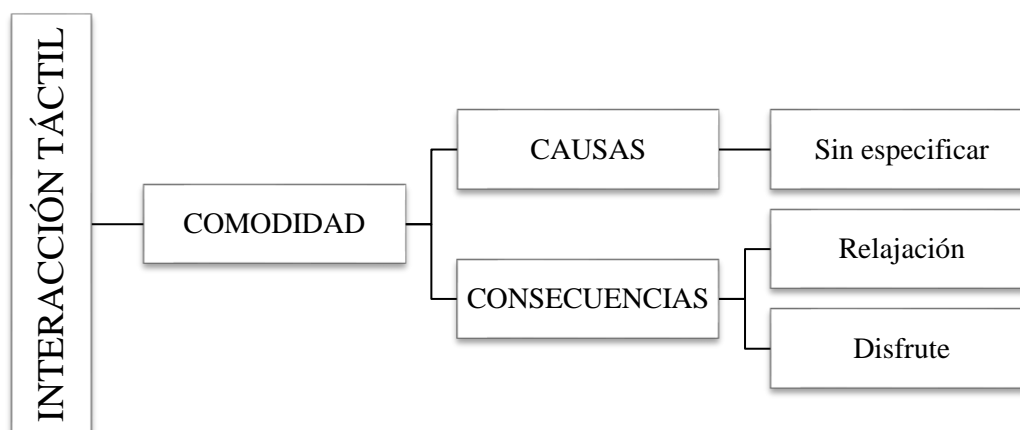 INTERACCIÓN TÁCTIL
COMODIDAD
CAUSAS
Sin especificar
CONSECUENCIAS
Relajación
Disfrute